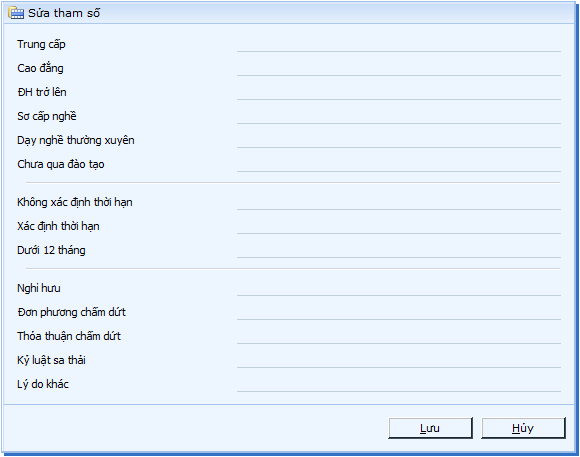 Sửa tham số
Trung cấp
Cao đẳng
ĐH trở lên
Sơ cấp nghề
Dạy nghề thường xuyên
Chưa qua đào tạo
Không xác định thời hạn
Xác định thời hạn
Dưới 12 tháng
Nghỉ hưu
Đơn phương chấm dứt
Thỏa thuận chấm dứt
Kỷ luật sa thải
Lý do khác
Lưu
Hủy